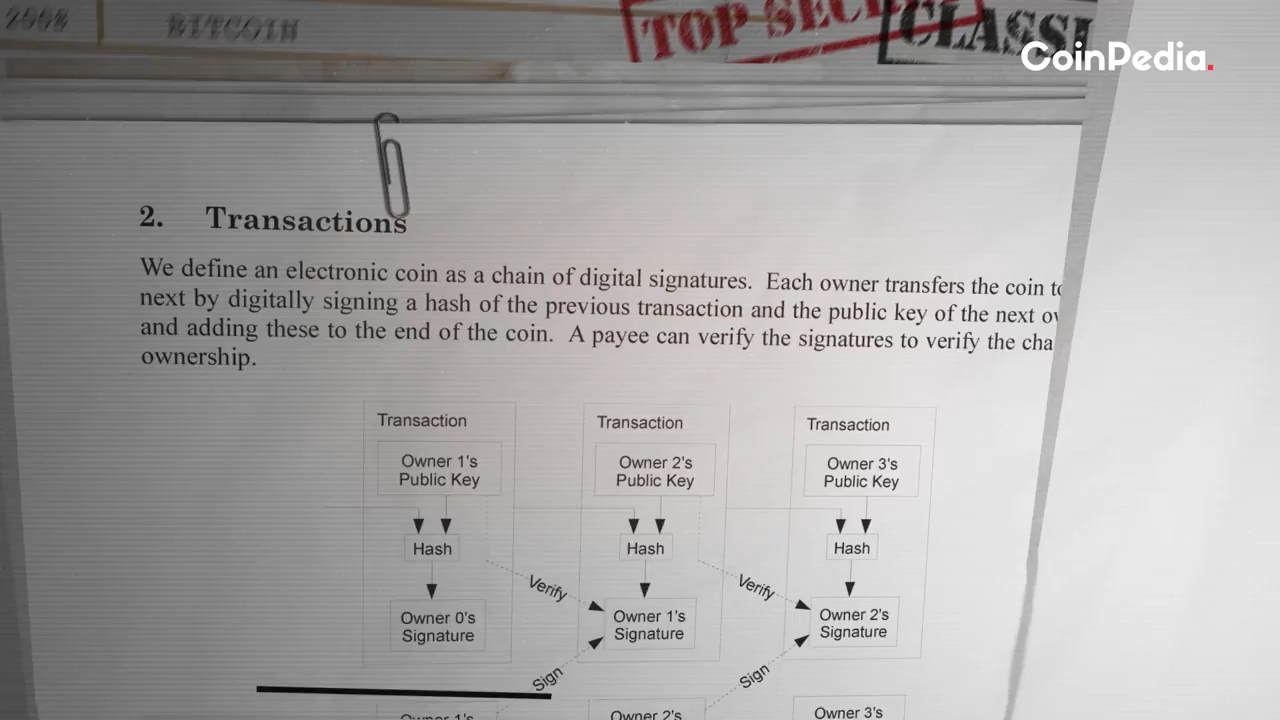 2008
BITCOIN
TOP SEC
CLASSI
CoinPedia.
2. Transactions
We define an electronic coin as a chain of digital signatures. Each owner transfers the coin to
next by digitally signing a hash of the previous transaction and the public key of the next ow
and adding these to the end of the coin. A payee can verify the signatures to verify the cha
ownership.
Transaction
Transaction
Transaction
Owner 1's
Public Key
Owner 2's
Public Key
Owner 3's
Public Key
Hash
Hash
Hash
Verify
Verify
Owner 0's
Signature
Owner 1's
Signature
Owner 2's
Signature
Sign
Sign
Owner 1's
Owner 2's
Owner 3's